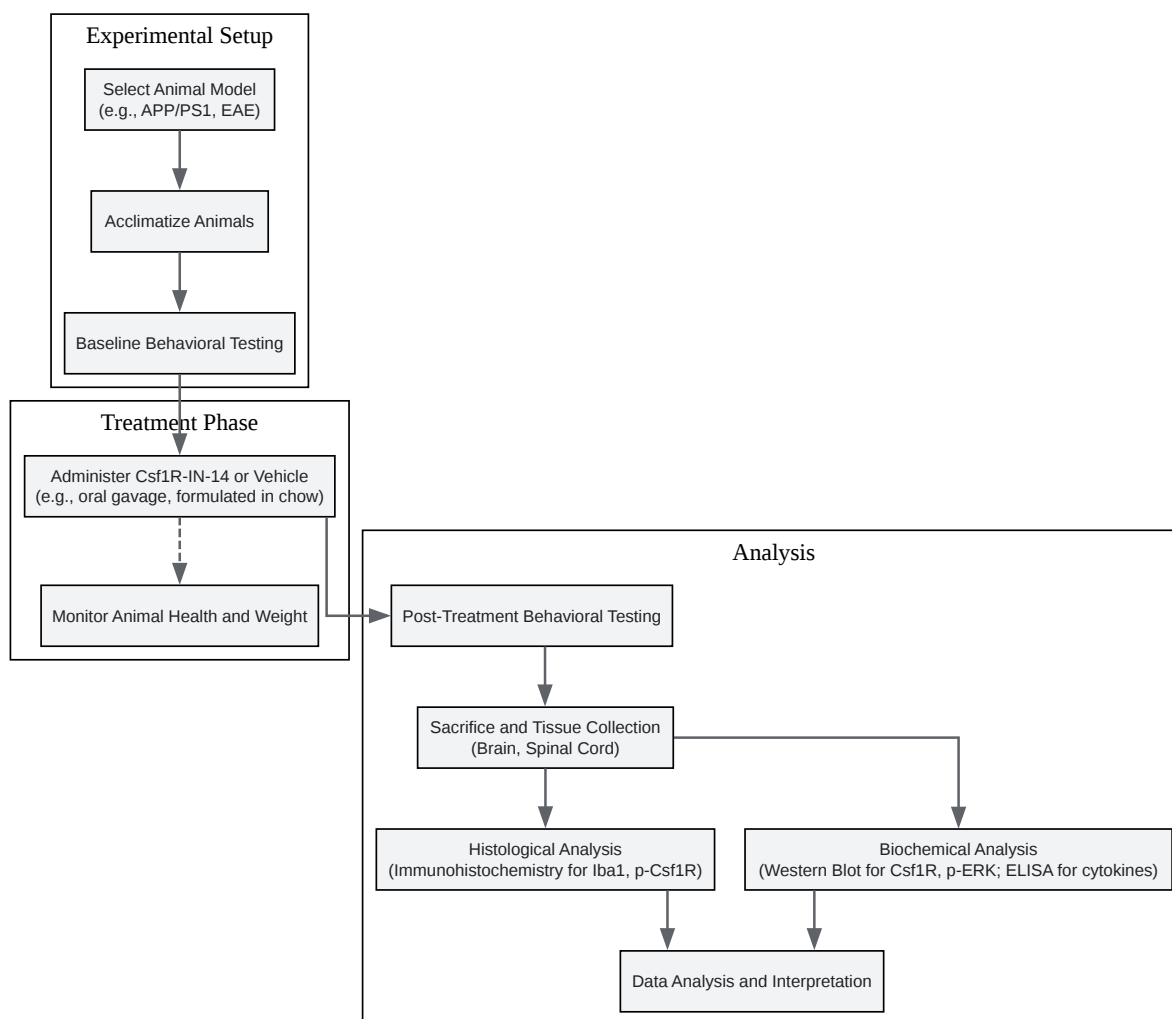 Experimental Setup
Select Animal Model
(e.g., APP/PS1, EAE)
Acclimatize Animals
Baseline Behavioral Testing
Treatment Phase
Administer Csf1R-IN-14 or Vehicle
(e.g., oral gavage, formulated in chow)
Monitor Animal Health and Weight
Analysis
Post-Treatment Behavioral Testing
Sacrifice and Tissue Collection
(Brain, Spinal Cord)
Histological Analysis
(Immunohistochemistry for Iba1, p-Csf1R)
Biochemical Analysis
(Western Blot for Csf1R, p-ERK; ELISA for cytokines)
Data Analysis and Interpretation